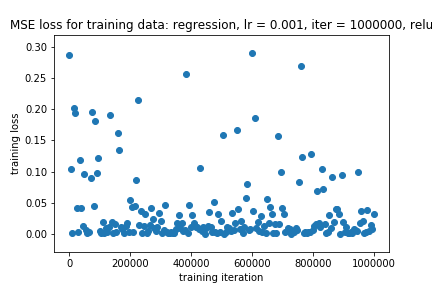 MSE loss for training data: regression, lr = 0.001, iter = 1000000, relu
0.30
0.25
0.20
0.15
0.10
0.05
0.00
training loss
0 200000 400000 600000 800000 1000000
training iteration